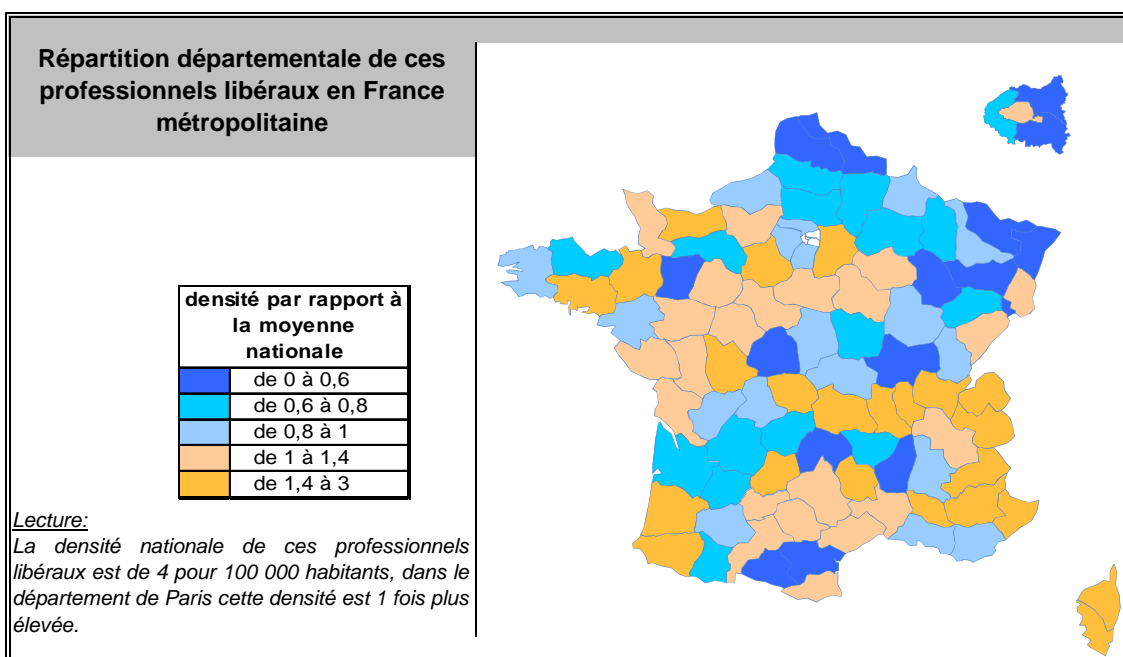 Répartition départementale de ces
professionnels libéraux en France
métropolitaine
densité par rapport à
la moyenne
nationale
de 0 à 0,6
de 0,6 à 0,8
de 0,8 à 1
de 1 à 1,4
de 1,4 à 3
Lecture:
La densité nationale de ces professionnels
libéraux est de 4 pour 100 000 habitants, dans le
département de Paris cette densité est 1 fois plus
élevée.